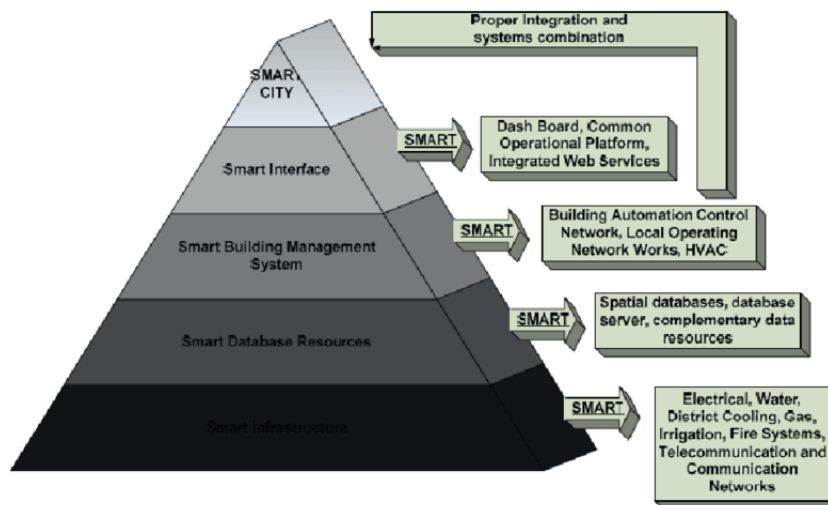 Proper Integration and
systems combination
SMART
CITY
SMART
Dash Board, Common
Operational Platform,
Integrated Web Services
Smart Interface
SMART
Building Automation Control
Network, Local Operating
Network Works, HVAC
Smart Building Management
System
SMART
Spatial databases, database
server, complementary data
resources
Smart Database Resources
SMART
Electrical, Water,
District Cooling, Gas,
Irrigation, Fire Systems,
Telecommunication and
Communication
Networks
Smart Infrastructure